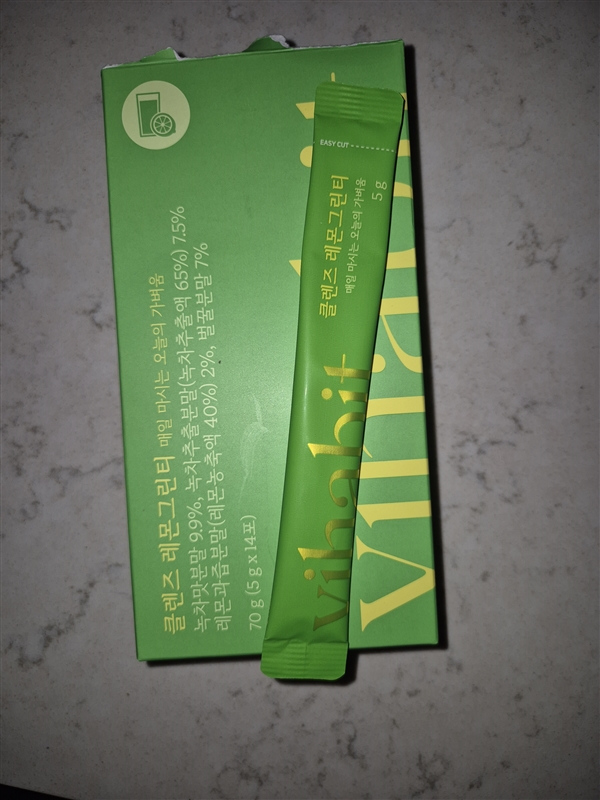 클렌즈 레몬그린티 매일 마시는 오늘의 가벼움
녹차맛분말 9.9%, 녹차추출분말(녹차추출액 65%) 7.5%
레몬과즙분말(레몬농축액 40%) 2%, 벌꿀분말 7%
70 g (5 g x 14포)
EASY CUT
클렌즈 레몬그린티
매일 마시는 오늘의 가벼움
5 g
vihabit
vihabit